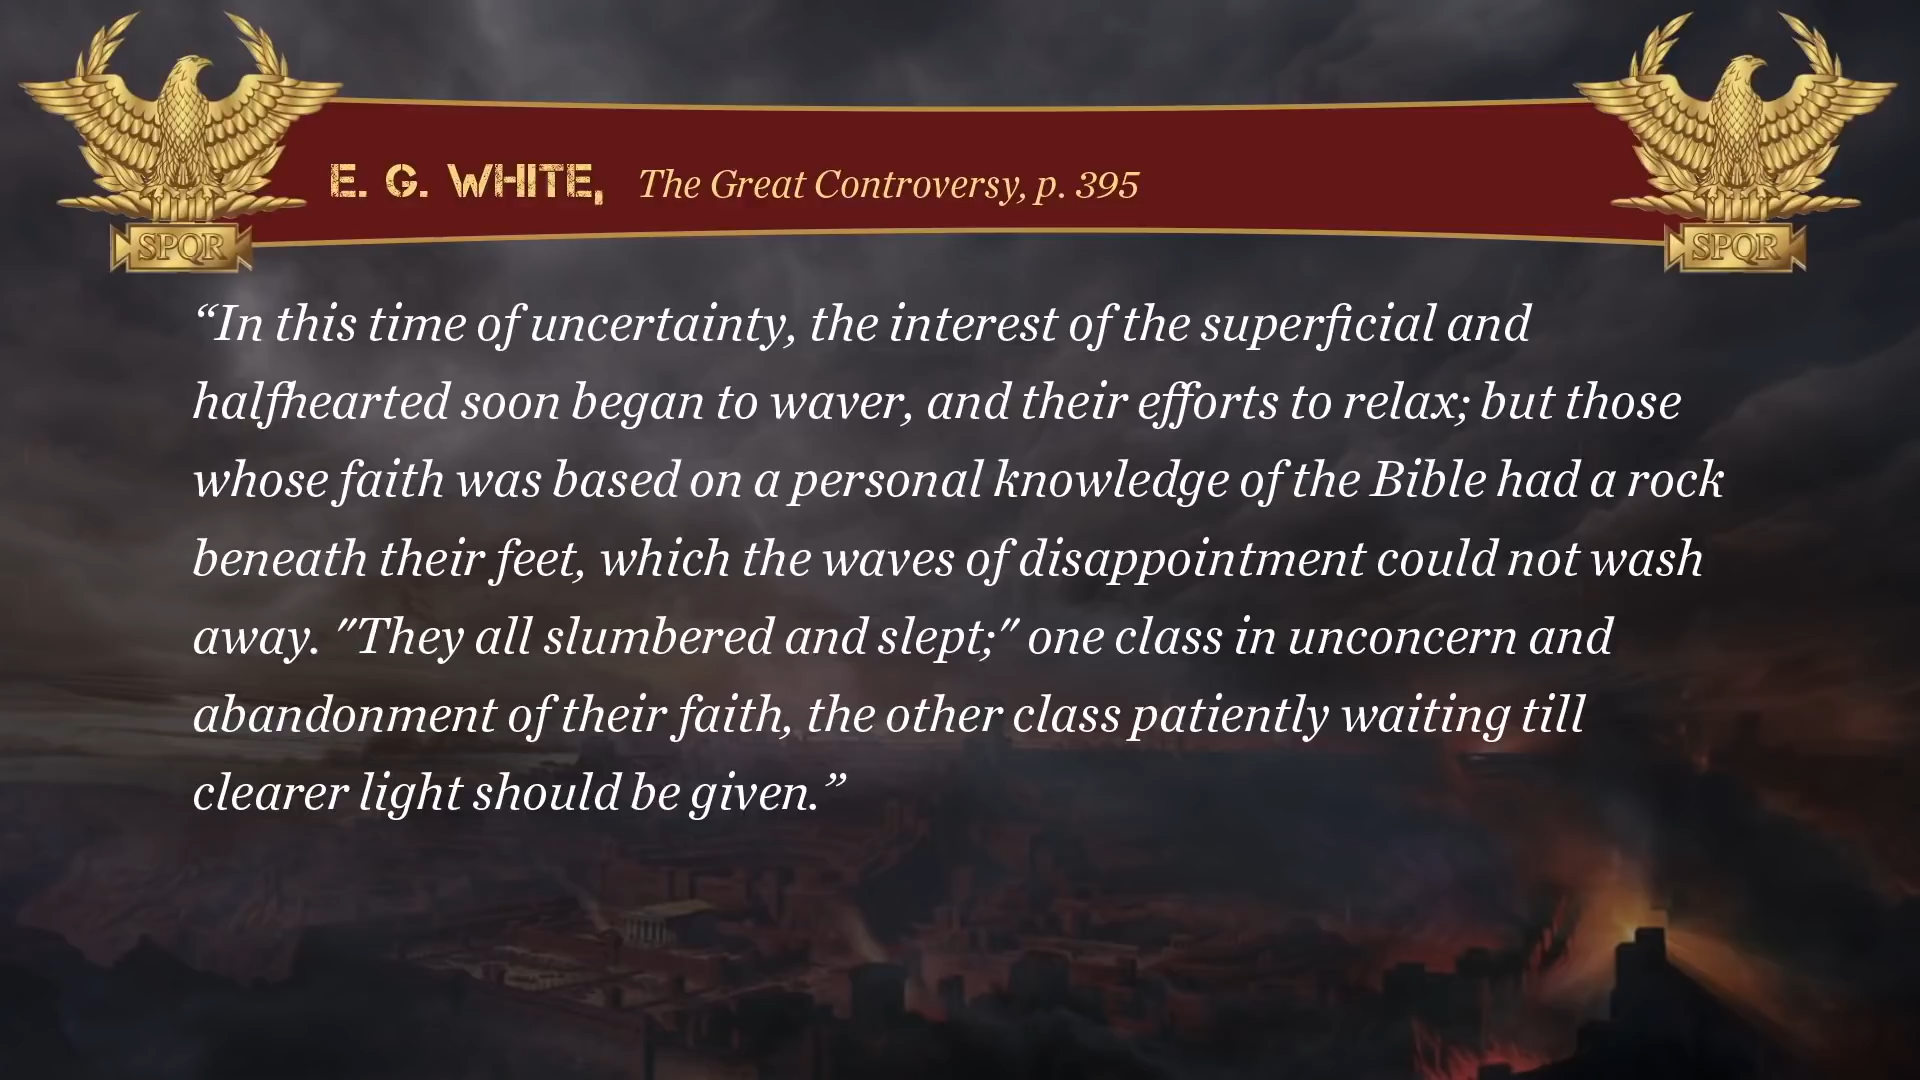 E. G. WHITE, The Great Controversy, p. 395
SPQR SPQR
“In this time of uncertainty, the interest of the superficial and
halfhearted soon began to waver, and their efforts to relax; but those
whose faith was based on a personal knowledge of the Bible had a rock
beneath their feet, which the waves of disappointment could not wash
away. "They all slumbered and slept;" one class in unconcern and
abandonment of their faith, the other class patiently waiting till
clearer light should be given.”